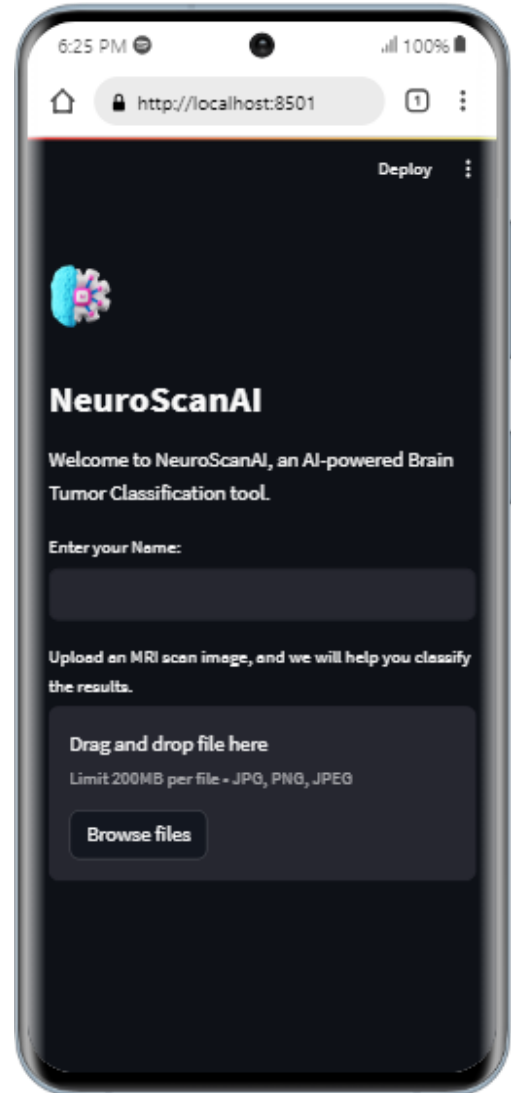 6:25 PM
100%
http://localhost:8501
1
Deploy
NeuroScanAI
Welcome to NeuroScanAI, an AI-powered Brain
Tumor Classification tool.
Enter your Name:
Upload an MRI scan image, and we will help you classify
the results.
Drag and drop file here
Limit 200MB per file • JPG, PNG, JPEG
Browse files